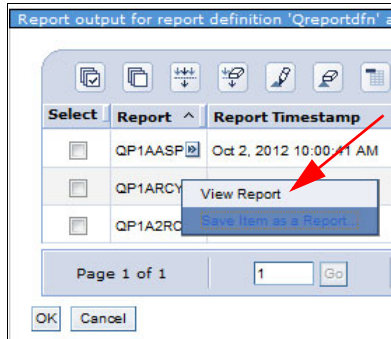 Report output for report definition 'Qreportdfn' a
Select Report ^ Report Timestamp
QP1AASP Oct 2, 2012 10:00:41 AM
QP1ARCY
View Report
QP1A2RC
Save Item as a Report...
Page 1 of 1 1 Go
OK Cancel